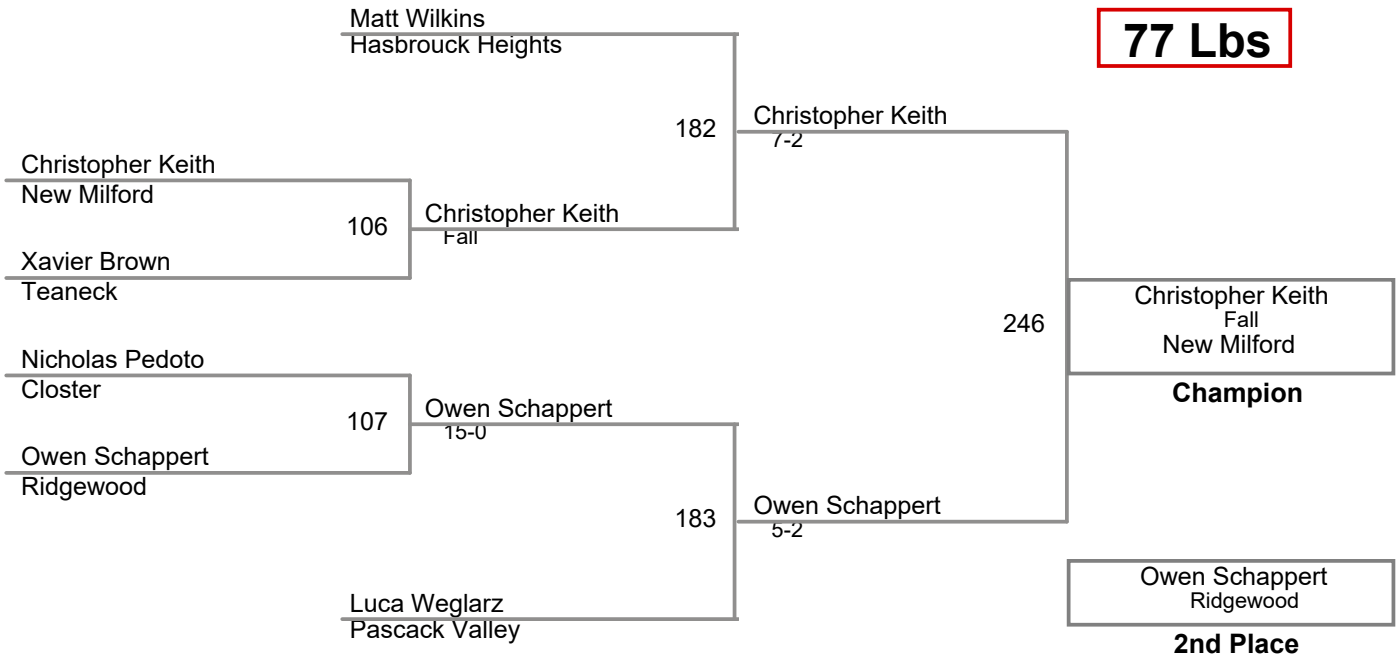 Matt Wilkins
Hasbrouck Heights
77 Lbs
182
Christopher Keith
7-2
Christopher Keith
New Milford
106
Christopher Keith
Fall
Xavier Brown
Teaneck
246
Christopher Keith
Fall
New Milford
Champion
Nicholas Pedoto
Closter
107
Owen Schappert
15-0
Owen Schappert
Ridgewood
183
Owen Schappert
5-2
Luca Weglarz
Pascack Valley
Owen Schappert
Ridgewood
2nd Place